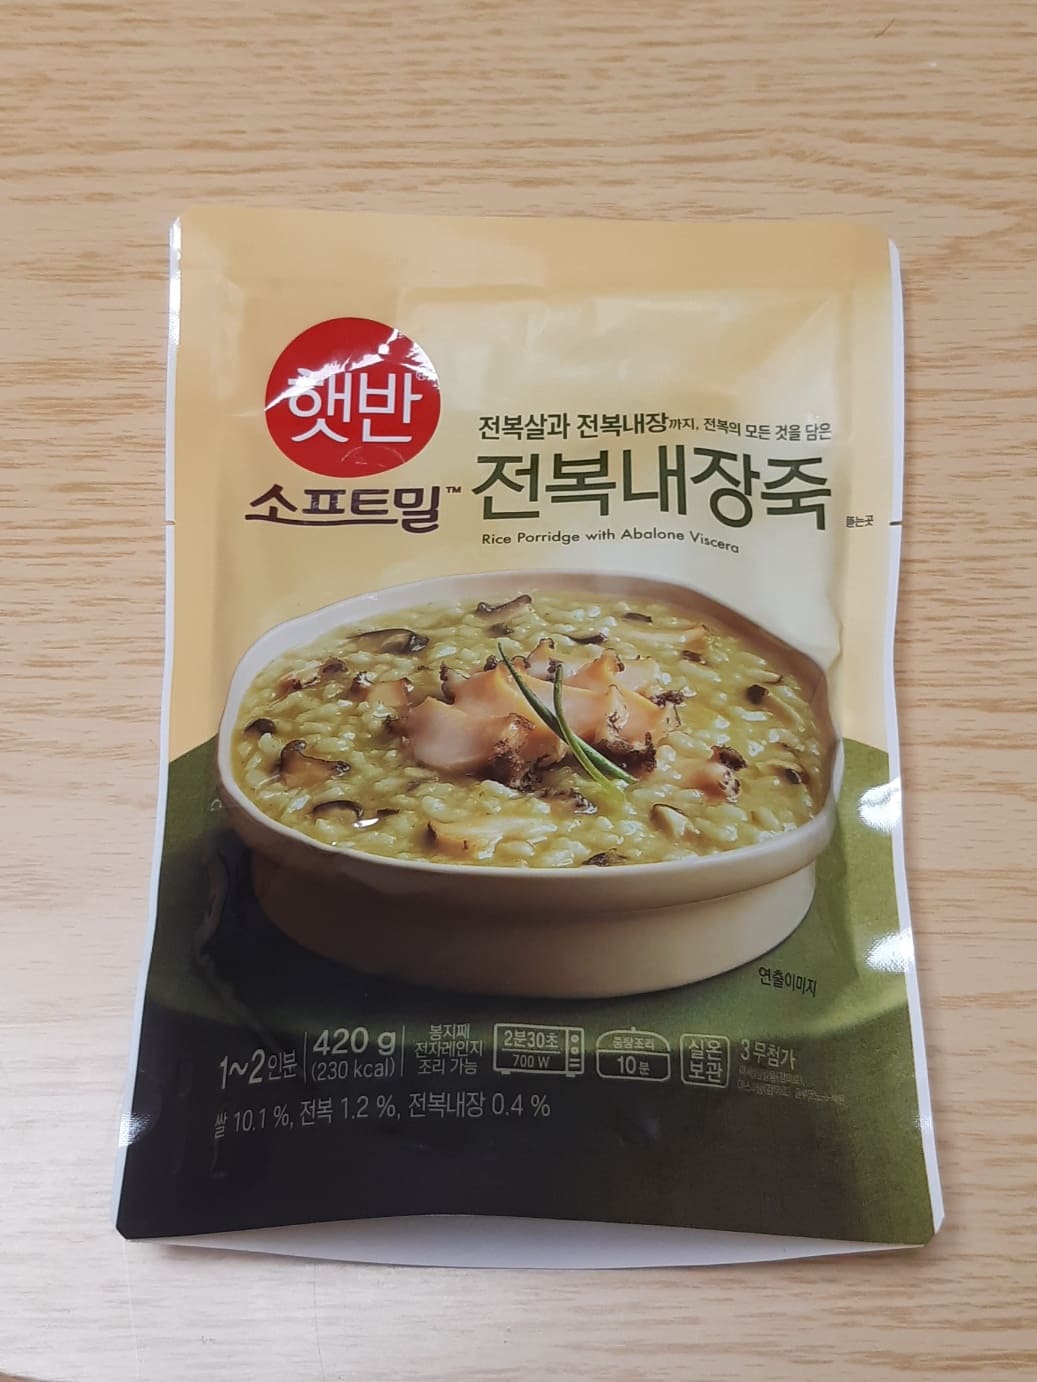 햇반
소프트밀™
전복살과 전복내장까지, 전복의 모든 것을 담은
전복내장죽
뜯는곳
Rice Porridge with Abalone Viscera
연출이미지
1~2인분
420 g
(230 kcal)
봉지째
전자레인지
조리 가능
2분30초
700 W
중탕조리
10분
실온
보관
3무첨가
쌀 10.1 %, 전복 1.2 %, 전복내장 0.4 %